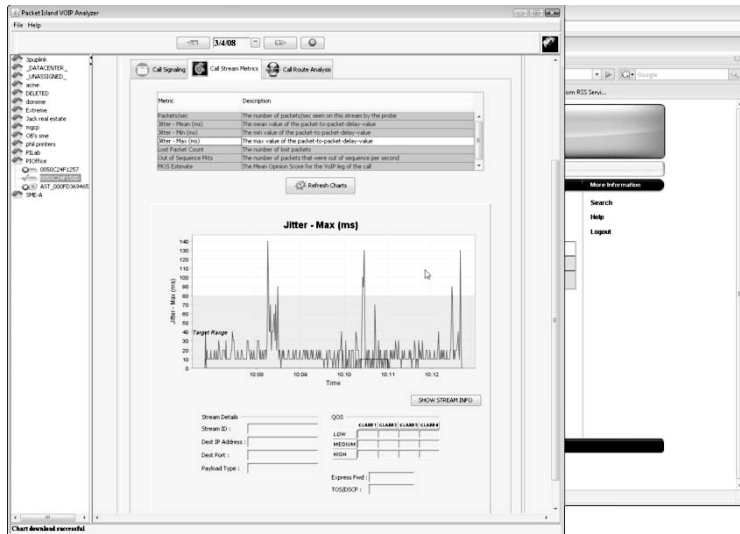 Packet Island VOIP Analyzer
File Help
3/4/08
3puplink
_DATACENTER_
_UNASSIGNED_
acme
DELETED
donsme
Extreme
Jack real estate
mgcp
OB's sme
phil printers
PILab
PIOffice
0050C24F1257
AST_000FD0369465
SME-A
Call Signaling
Call Stream Metrics
Call Route Analysis
Metric Description
Packets/sec The number of packets/sec seen on this stream by the probe
Jitter - Mean (ms) The mean value of the packet-to-packet-delay-value
Jitter - Min (ms) The min value of the packet-to-packet-delay-value
Jitter - Max (ms) The max value of the packet-to-packet-delay-value
Lost Packet Count The number of lost packets
Out of Sequence Pkts The number of packets that were out of sequence per second
MOS Estimate The Mean Opinion Score for the VoIP leg of the call
Refresh Charts
Jitter - Max (ms)
Jitter - Max (ms)
140
130
120
110
100
90
80
70
60
50
40
30
20
10
0
Target Range
10:08 10:09 10:10 10:11 10:12
Time
SHOW STREAM INFO
Stream Details
Stream ID :
Dest IP Address :
Dest Port :
Payload Type :
QOS
CLASS 1 CLASS 2 CLASS 3 CLASS 4
LOW
MEDIUM
HIGH
Express Fwd :
TOS/DSCP :
Chart download successful
Google
om RSS Servi...
More Information
Search
Help
Logout